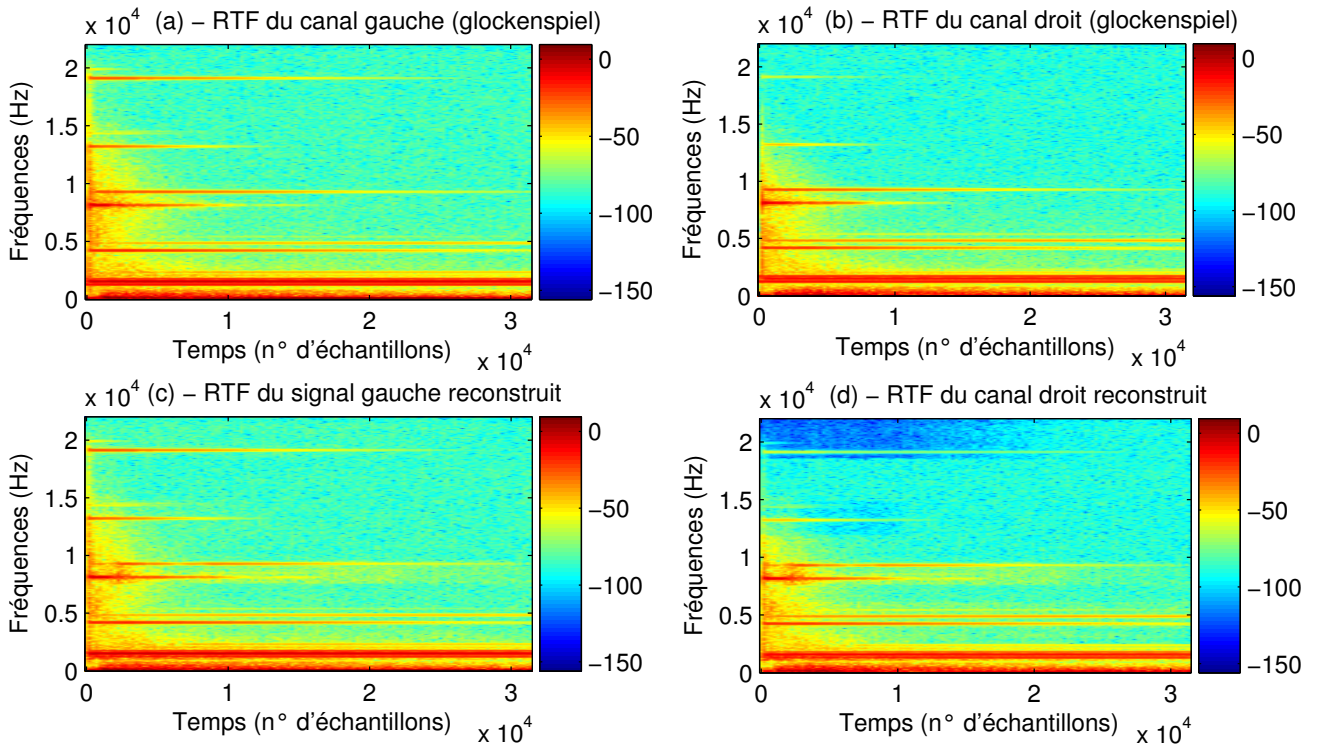 x 10^4 (a) – RTF du canal gauche (glockenspiel)
2
1.5
1
0.5
0
Fréquences (Hz)
0 1 2 3
Temps (n° d'échantillons) x 10^4
0
−50
−100
−150
x 10^4 (b) – RTF du canal droit (glockenspiel)
2
1.5
1
0.5
0
Fréquences (Hz)
0 1 2 3
Temps (n° d'échantillons) x 10^4
0
−50
−100
−150
x 10^4 (c) – RTF du signal gauche reconstruit
2
1.5
1
0.5
0
Fréquences (Hz)
0 1 2 3
Temps (n° d'échantillons) x 10^4
0
−50
−100
−150
x 10^4 (d) – RTF du canal droit reconstruit
2
1.5
1
0.5
0
Fréquences (Hz)
0 1 2 3
Temps (n° d'échantillons) x 10^4
0
−50
−100
−150